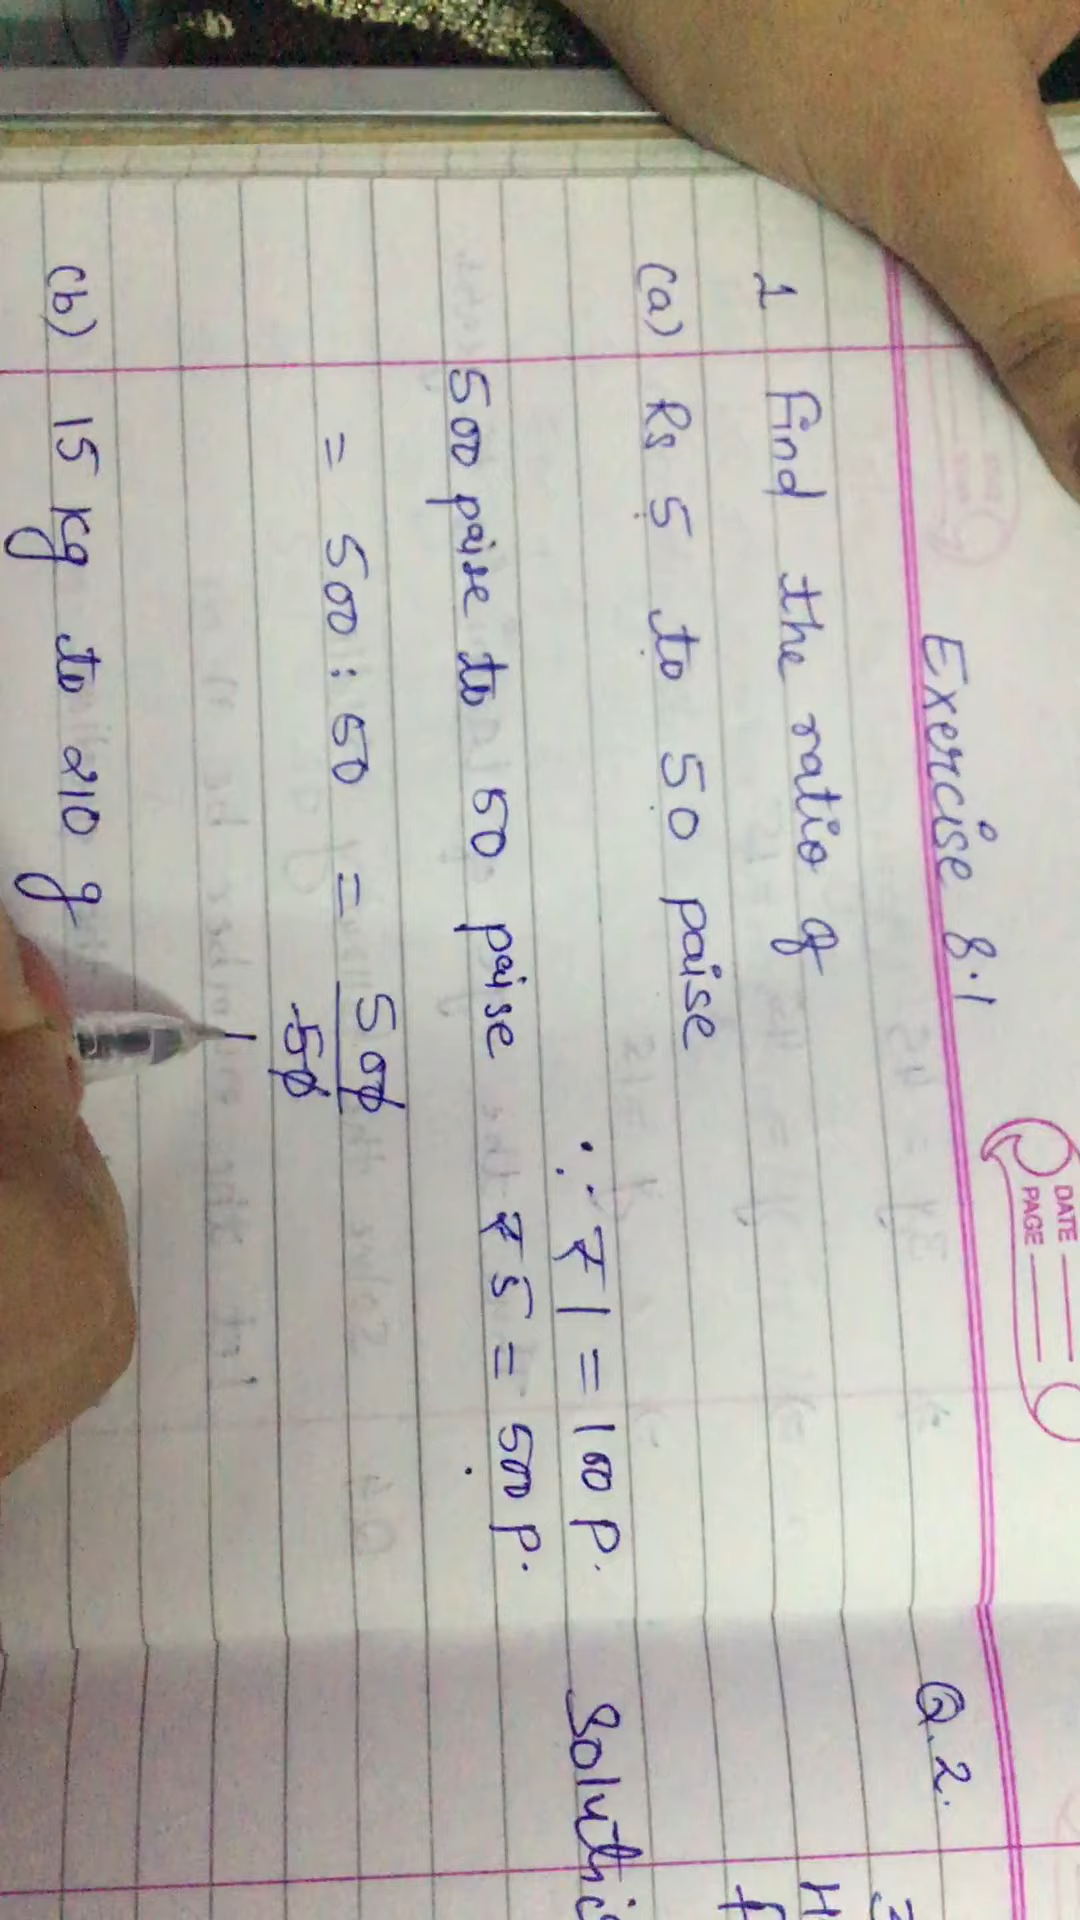 DATE
PAGE
Exercise 8.1
1 Find the ratio of
(a) Rs 5 to 50 paise
∵ ₹1 = 100 P.
500 paise to 50 paise ₹5 = 500 P.
= 500 : 50 = 500
50
1
(b) 15 kg to 210 g
Q.2.